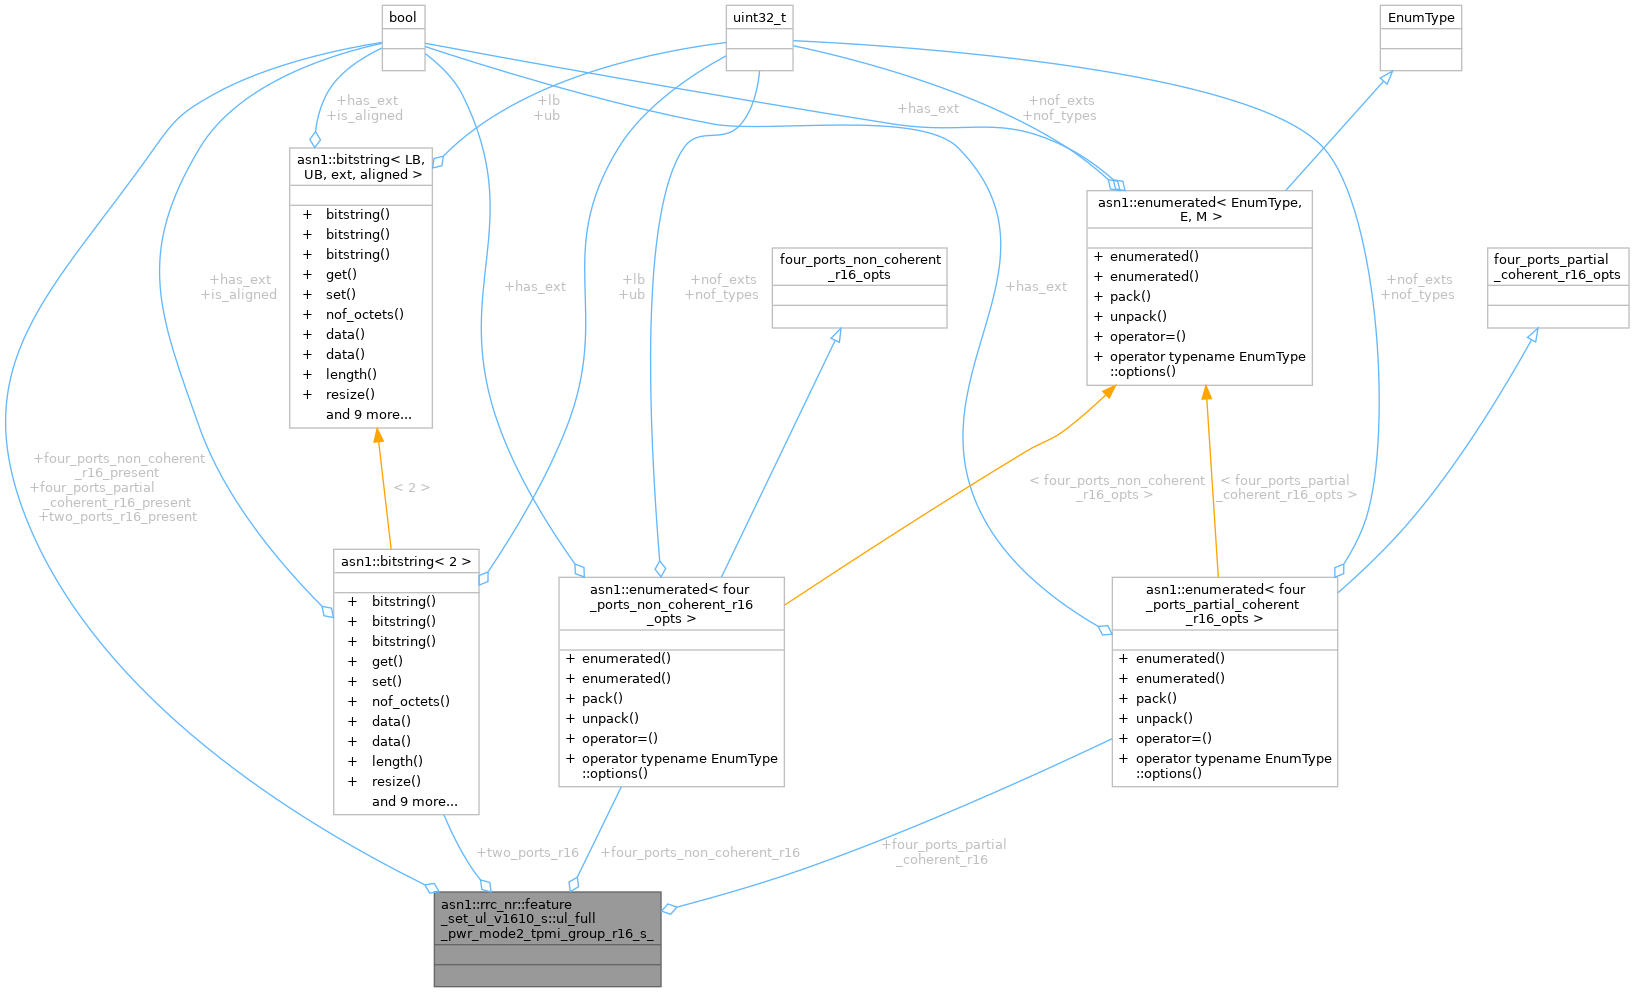 bool
uint32_t
EnumType
+has_ext
+is_aligned
+lb
+ub
+has_ext
+nof_exts
+nof_types
asn1::bitstring< LB,
UB, ext, aligned >
+ bitstring()
+ bitstring()
+ bitstring()
+ get()
+ set()
+ nof_octets()
+ data()
+ data()
+ length()
+ resize()
and 9 more...
asn1::enumerated< EnumType,
E, M >
+ enumerated()
+ enumerated()
+ pack()
+ unpack()
+ operator=()
+ operator typename EnumType
::options()
four_ports_non_coherent
_r16_opts
four_ports_partial
_coherent_r16_opts
+has_ext
+is_aligned
+has_ext
+lb
+ub
+nof_exts
+nof_types
+has_ext
+nof_exts
+nof_types
+four_ports_non_coherent
_r16_present
+four_ports_partial
_coherent_r16_present
+two_ports_r16_present
< 2 >
< four_ports_non_coherent
_r16_opts >
< four_ports_partial
_coherent_r16_opts >
asn1::bitstring< 2 >
+ bitstring()
+ bitstring()
+ bitstring()
+ get()
+ set()
+ nof_octets()
+ data()
+ data()
+ length()
+ resize()
and 9 more...
asn1::enumerated< four
_ports_non_coherent_r16
_opts >
+ enumerated()
+ enumerated()
+ pack()
+ unpack()
+ operator=()
+ operator typename EnumType
::options()
asn1::enumerated< four
_ports_partial_coherent
_r16_opts >
+ enumerated()
+ enumerated()
+ pack()
+ unpack()
+ operator=()
+ operator typename EnumType
::options()
+two_ports_r16
+four_ports_non_coherent_r16
+four_ports_partial
_coherent_r16
asn1::rrc_nr::feature
_set_ul_v1610_s::ul_full
_pwr_mode2_tpmi_group_r16_s_